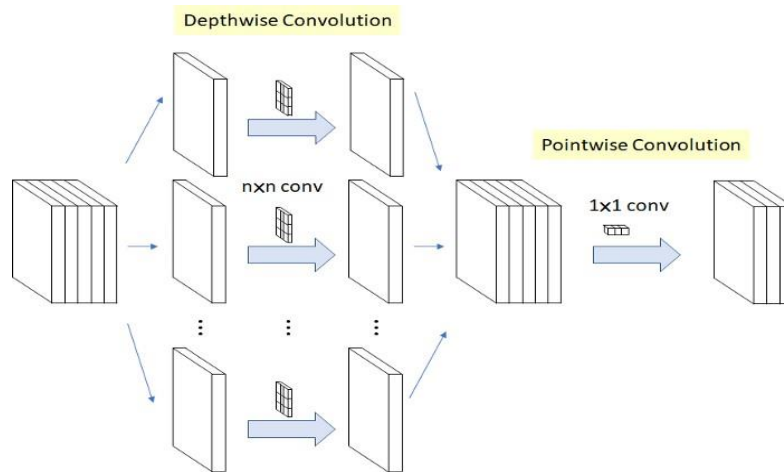 Depthwise Convolution
Pointwise Convolution
n×n conv
1×1 conv